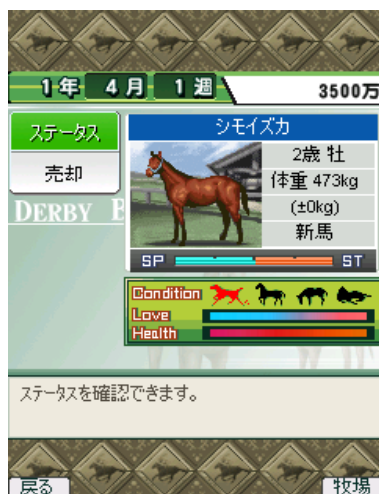 1年 4月 1週
3500万
ステータス
売却
シモイズカ
2歳 牡
体重 473kg
(±0kg)
新馬
DERBY
SP ST
Condition
Love
Health
ステータスを確認できます。
戻る 牧場